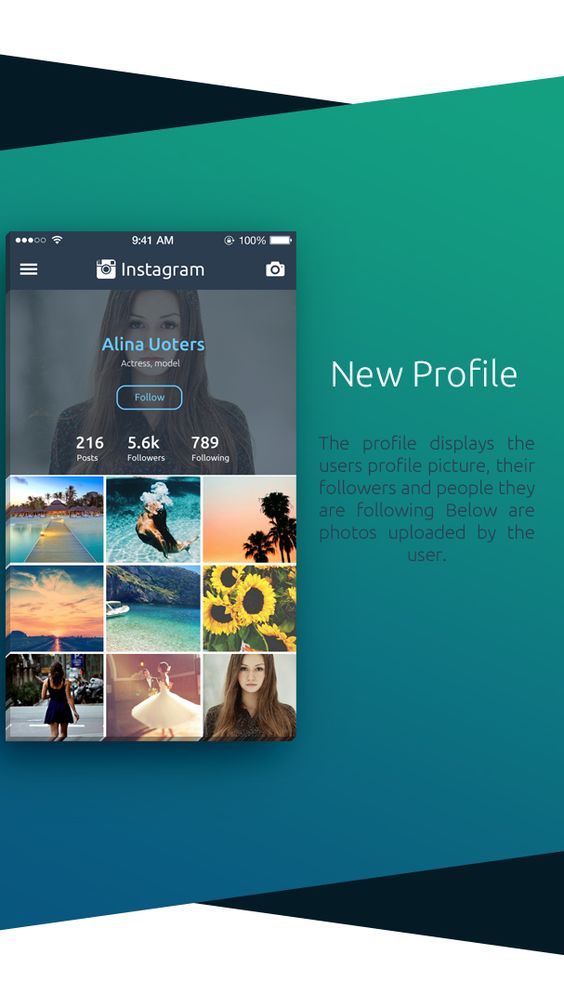 9:41 AM
100%
Instagram
Alina Uoters
Actress, model
Follow
216 5.6k 789
Posts Followers Following
New Profile
The profile displays the
users profile picture, their
followers and people they
are following Below are
photos uploaded by the
user.